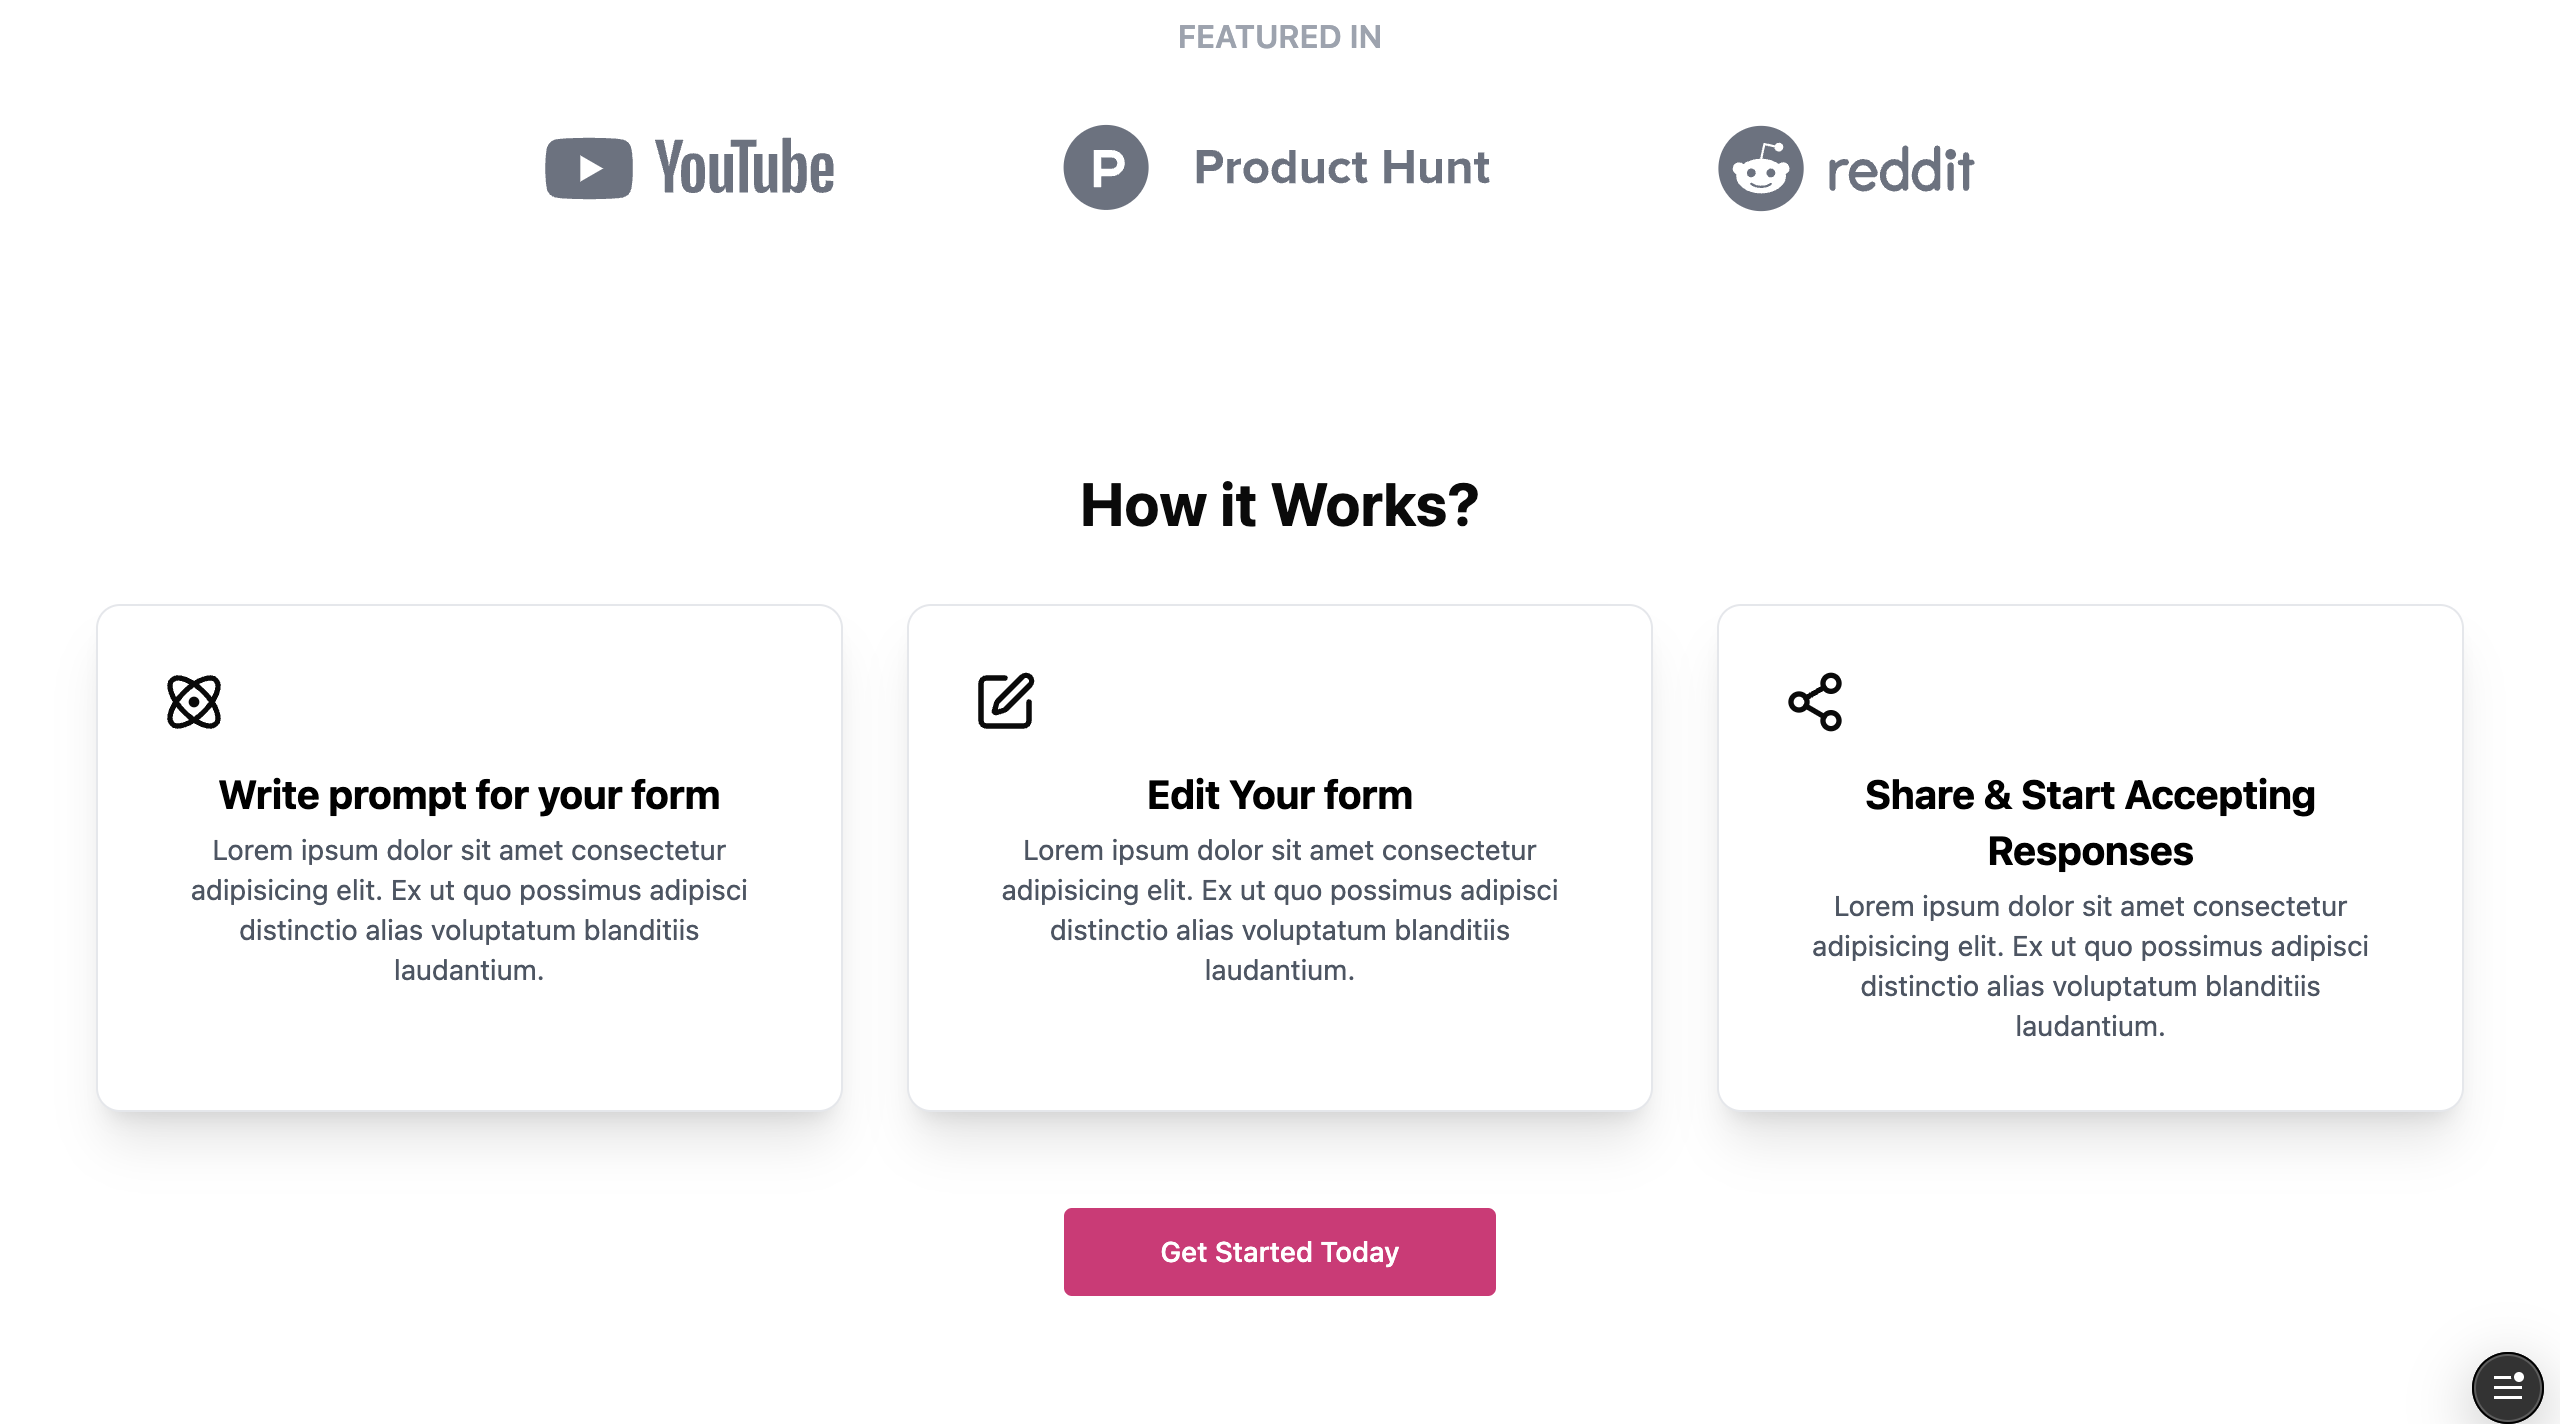 FEATURED IN
YouTube
P Product Hunt
reddit
How it Works?
Write prompt for your form
Lorem ipsum dolor sit amet consectetur
adipisicing elit. Ex ut quo possimus adipisci
distinctio alias voluptatum blanditiis
laudantium.
Edit Your form
Lorem ipsum dolor sit amet consectetur
adipisicing elit. Ex ut quo possimus adipisci
distinctio alias voluptatum blanditiis
laudantium.
Share & Start Accepting
Responses
Lorem ipsum dolor sit amet consectetur
adipisicing elit. Ex ut quo possimus adipisci
distinctio alias voluptatum blanditiis
laudantium.
Get Started Today